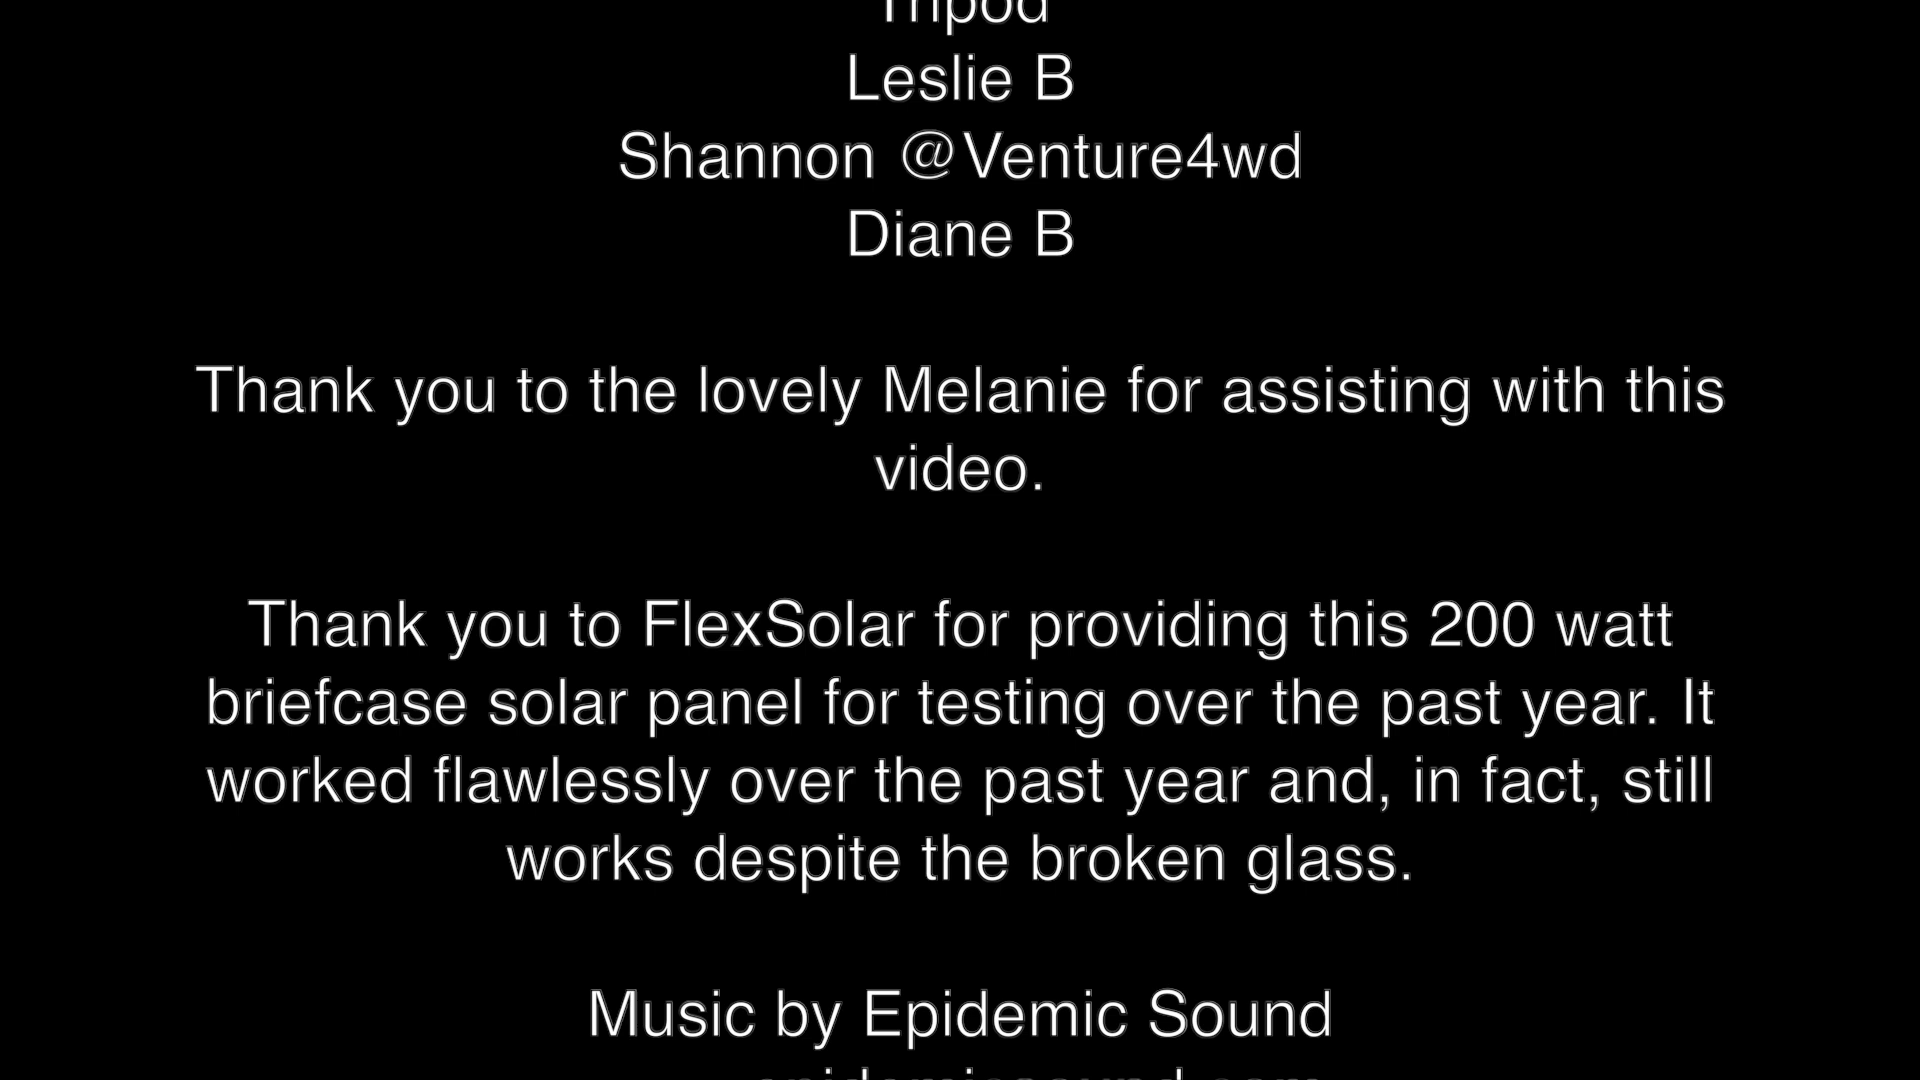 Tripod
Leslie B
Shannon @Venture4wd
Diane B
Thank you to the lovely Melanie for assisting with this
video.
Thank you to FlexSolar for providing this 200 watt
briefcase solar panel for testing over the past year. It
worked flawlessly over the past year and, in fact, still
works despite the broken glass.
Music by Epidemic Sound